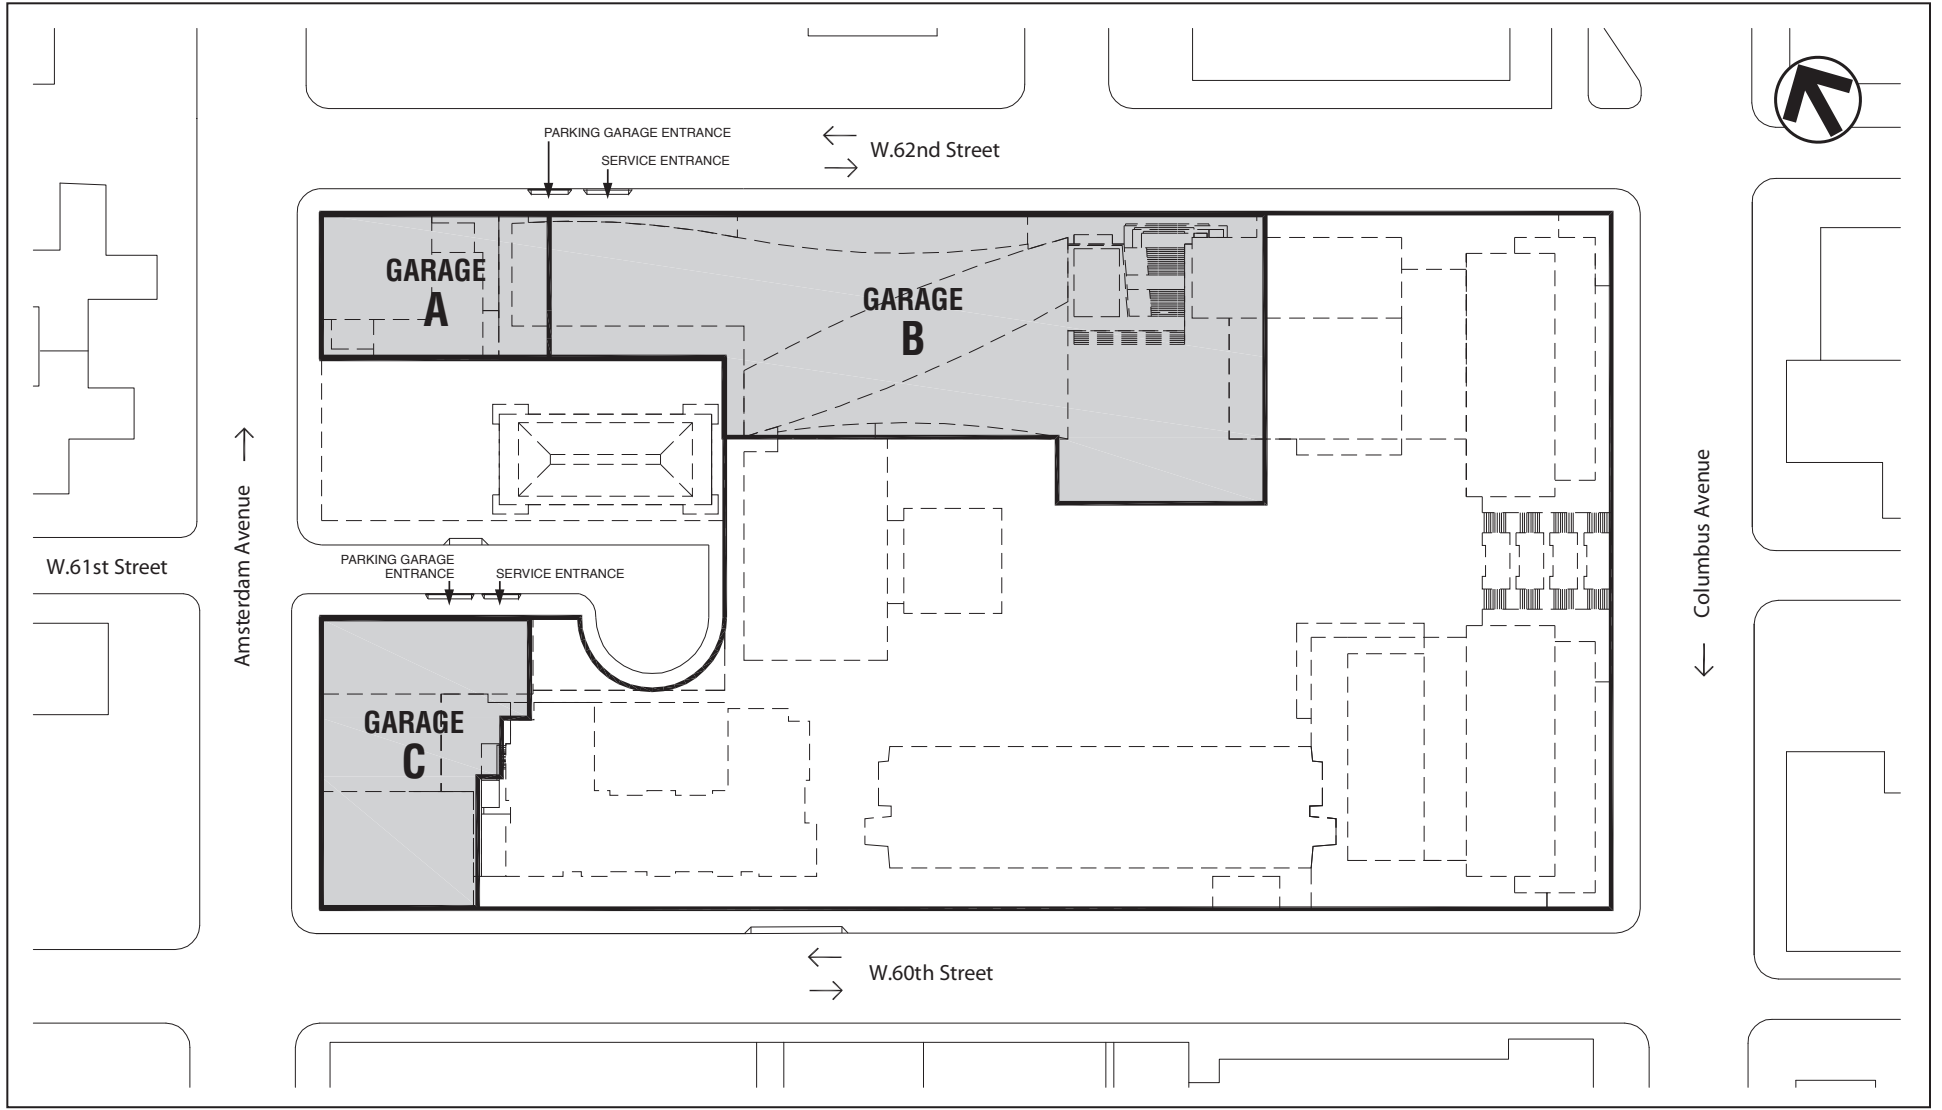 PARKING GARAGE ENTRANCE
SERVICE ENTRANCE
W.62nd Street
GARAGE
A
GARAGE
B
Amsterdam Avenue
Columbus Avenue
W.61st Street
PARKING GARAGE
ENTRANCE
SERVICE ENTRANCE
GARAGE
C
W.60th Street